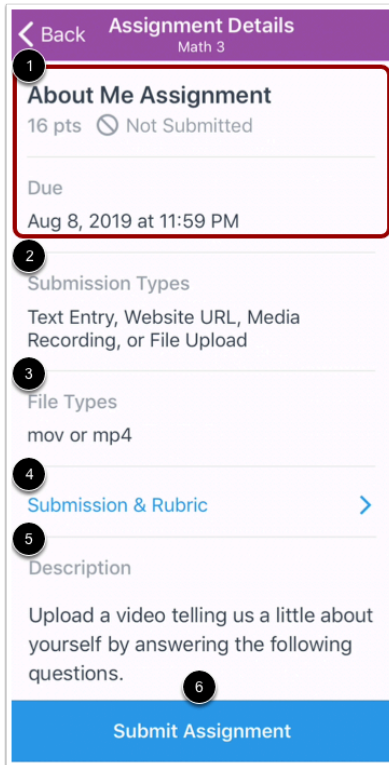 Back
Assignment Details
Math 3
1
About Me Assignment
16 pts Not Submitted
Due
Aug 8, 2019 at 11:59 PM
2
Submission Types
Text Entry, Website URL, Media
Recording, or File Upload
3
File Types
mov or mp4
4
Submission & Rubric
5
Description
Upload a video telling us a little about
yourself by answering the following
questions.
6
Submit Assignment